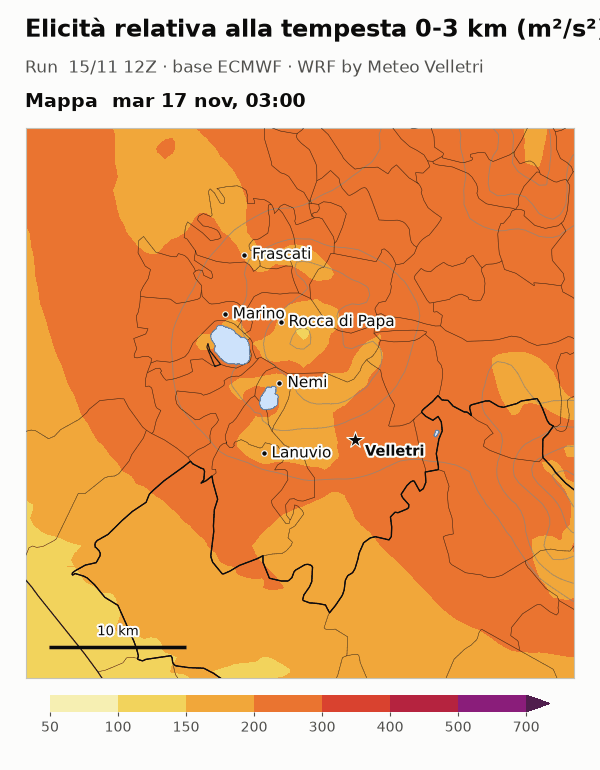 Elicità relativa alla tempesta 0-3 km (m²/s²)
Run  15/11 12Z · base ECMWF · WRF by Meteo Velletri
Mappa  mar 17 nov, 03:00
Frascati
Marino
Rocca di Papa
Nemi
Velletri
Lanuvio
10 km
50 100 150 200 300 400 500 700